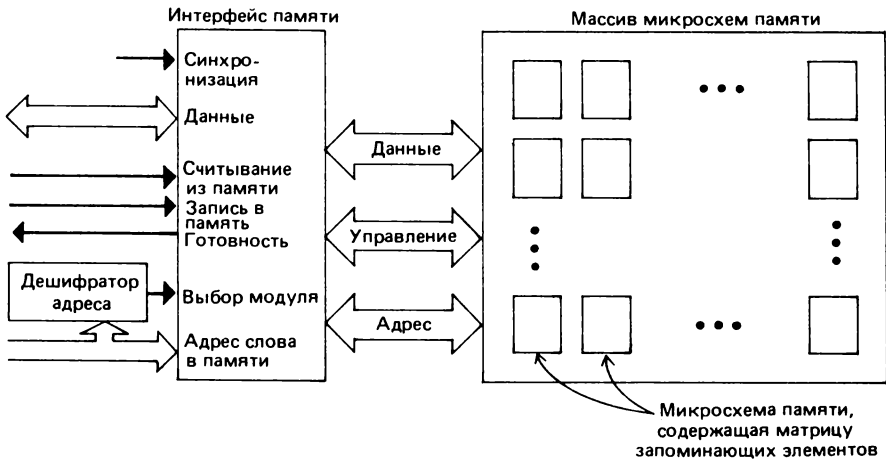 Интерфейс памяти
Массив микросхем памяти
Синхро-
низация
Данные
Считывание
из памяти
Запись в
память
Готовность
Дешифратор
адреса
Выбор модуля
Адрес слова
в памяти
Данные
Управление
Адрес
Микросхема памяти,
содержащая матрицу
запоминающих элементов